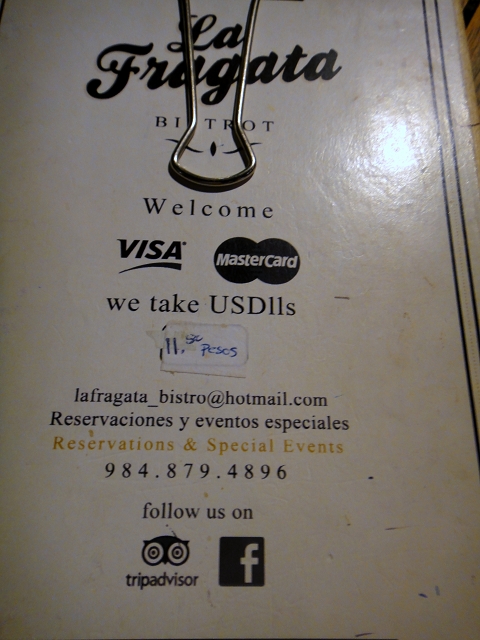 La
Fragata
BISTROT
Welcome
VISA MasterCard
we take USDlls
11.50 Pesos
lafragata_bistro@hotmail.com
Reservaciones y eventos especiales
Reservations & Special Events
984.879.4896
follow us on
tripadvisor f